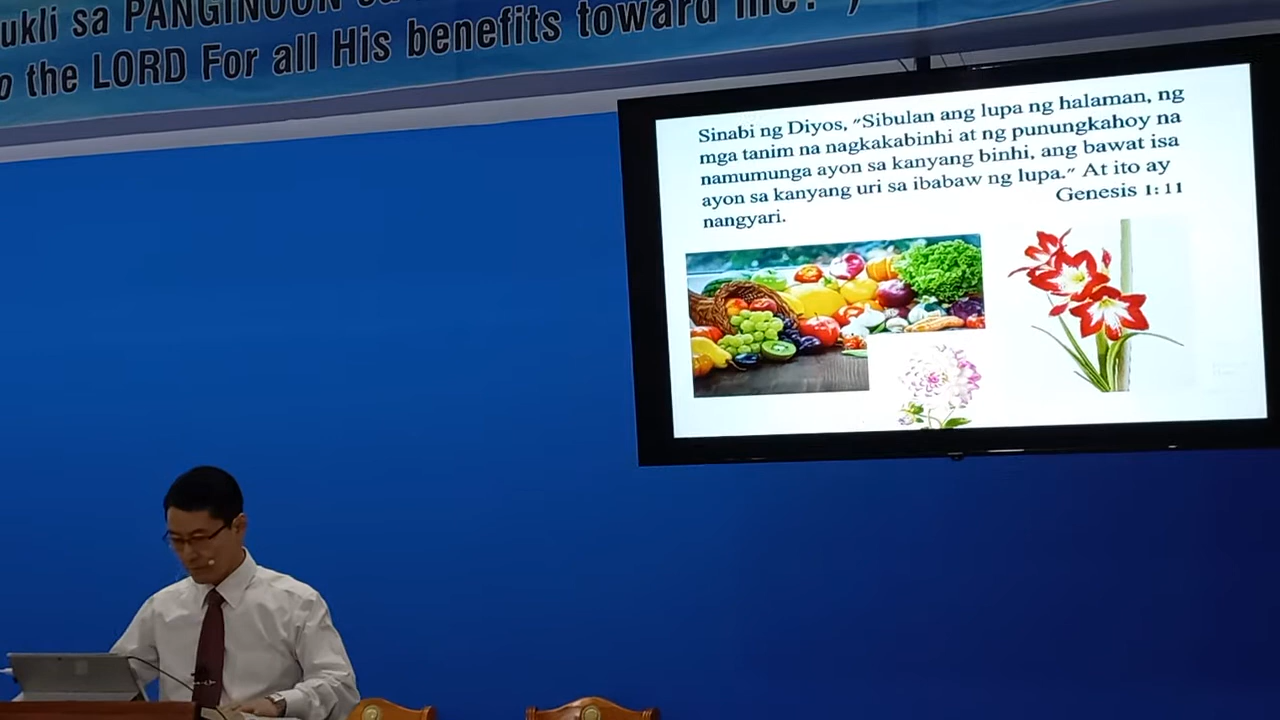 sa PANGINOON
the LORD For all His benefits toward me?
Sinabi ng Diyos, "Sibulan ang lupa ng halaman, ng
mga tanim na nagkakabinhi at ng punungkahoy na
namumunga ayon sa kanyang binhi, ang bawat isa
ayon sa kanyang uri sa ibabaw ng lupa." At ito ay
nangyari.
Genesis 1:11